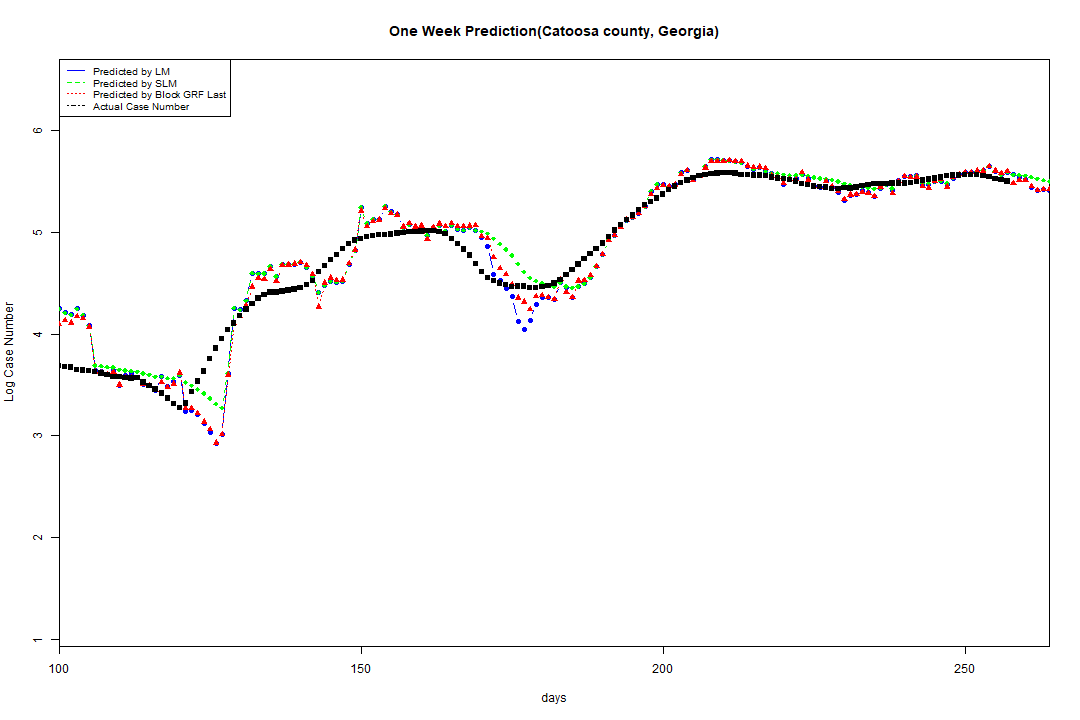 One Week Prediction(Catoosa county, Georgia)
Predicted by LM
Predicted by SLM
Predicted by Block GRF Last
Actual Case Number
6
5
4
3
2
1
Log Case Number
100 150 200 250
days